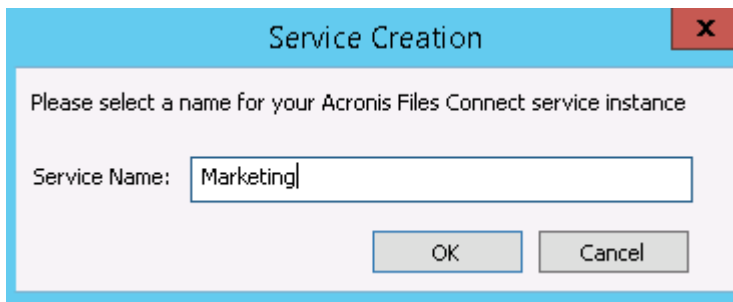 Service Creation
x
Please select a name for your Acronis Files Connect service instance
Service Name: Marketing
OK Cancel